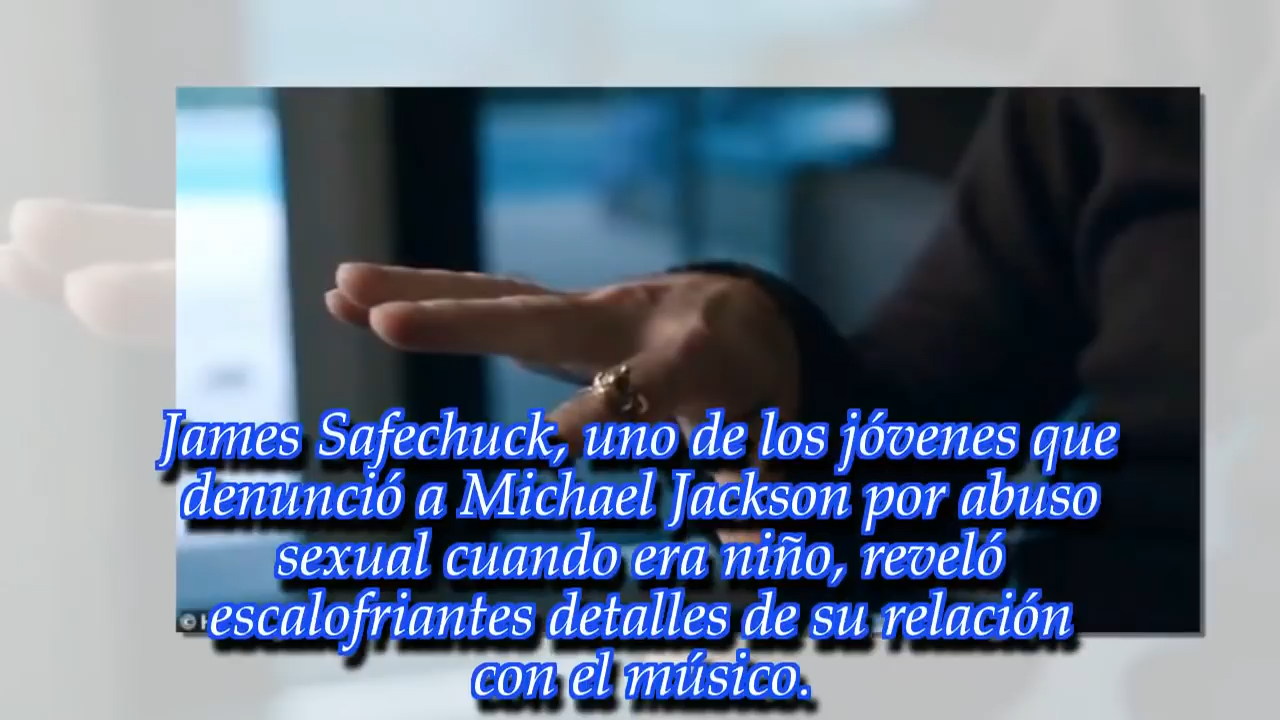 James Safechuck, uno de los jóvenes que
denunció a Michael Jackson por abuso
sexual cuando era niño, reveló
escalofriantes detalles de su relación
con el músico.